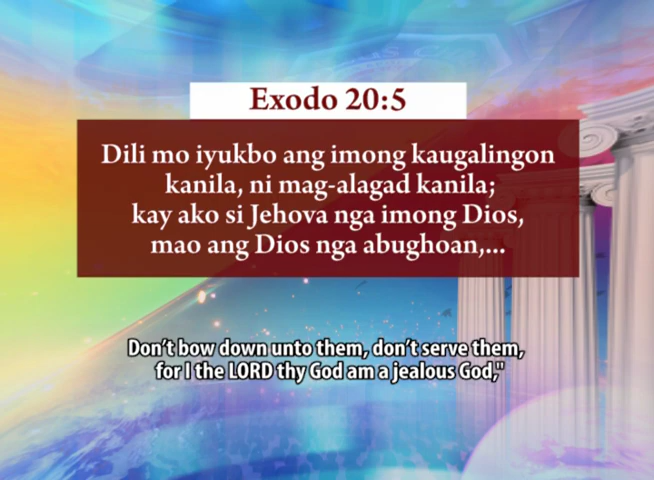 Exodo 20:5
Dili mo iyukbo ang imong kaugalingon
kanila, ni mag-alagad kanila;
kay ako si Jehova nga imong Dios,
mao ang Dios nga abughoan,...
Don't bow down unto them, don't serve them,
for I the LORD thy God am a jealous God,"